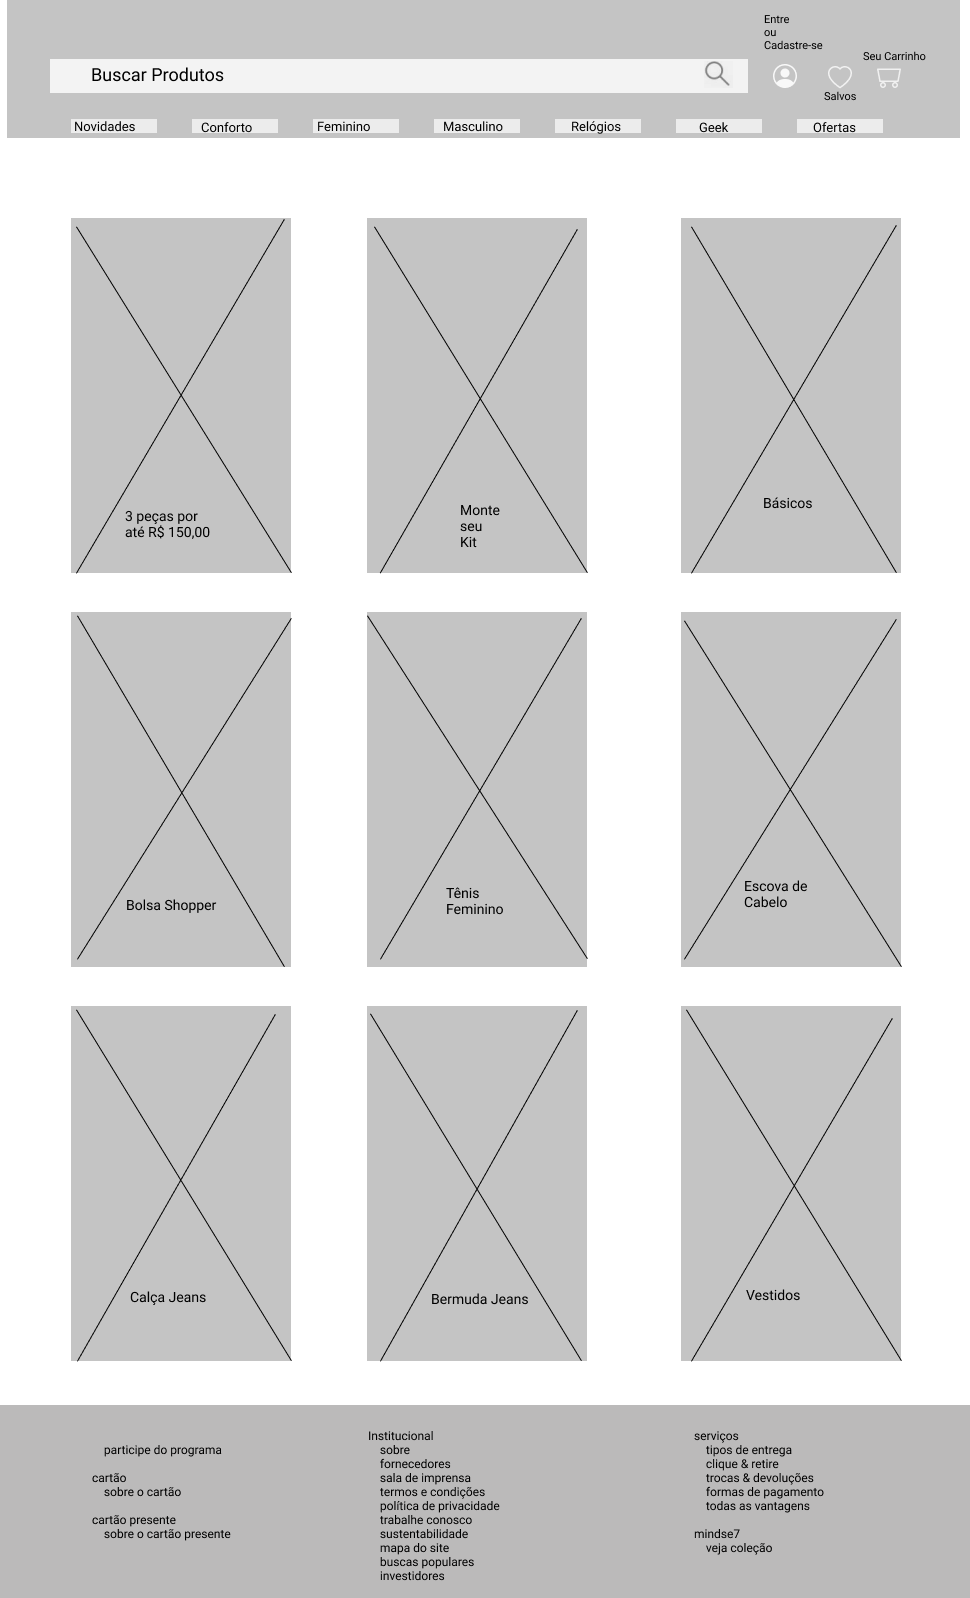 Entre
ou
Cadastre-se
Seu Carrinho
Buscar Produtos
Salvos
Novidades
Conforto
Feminino
Masculino
Relógios
Geek
Ofertas
3 peças por
até R$ 150,00
Monte
seu
Kit
Básicos
Bolsa Shopper
Tênis
Feminino
Escova de
Cabelo
Calça Jeans
Bermuda Jeans
Vestidos
participe do programa
cartão
sobre o cartão
cartão presente
sobre o cartão presente
Institucional
sobre
fornecedores
sala de imprensa
termos e condições
política de privacidade
trabalhe conosco
sustentabilidade
mapa do site
buscas populares
investidores
serviços
tipos de entrega
clique & retire
trocas & devoluções
formas de pagamento
todas as vantagens
mindse7
veja coleção